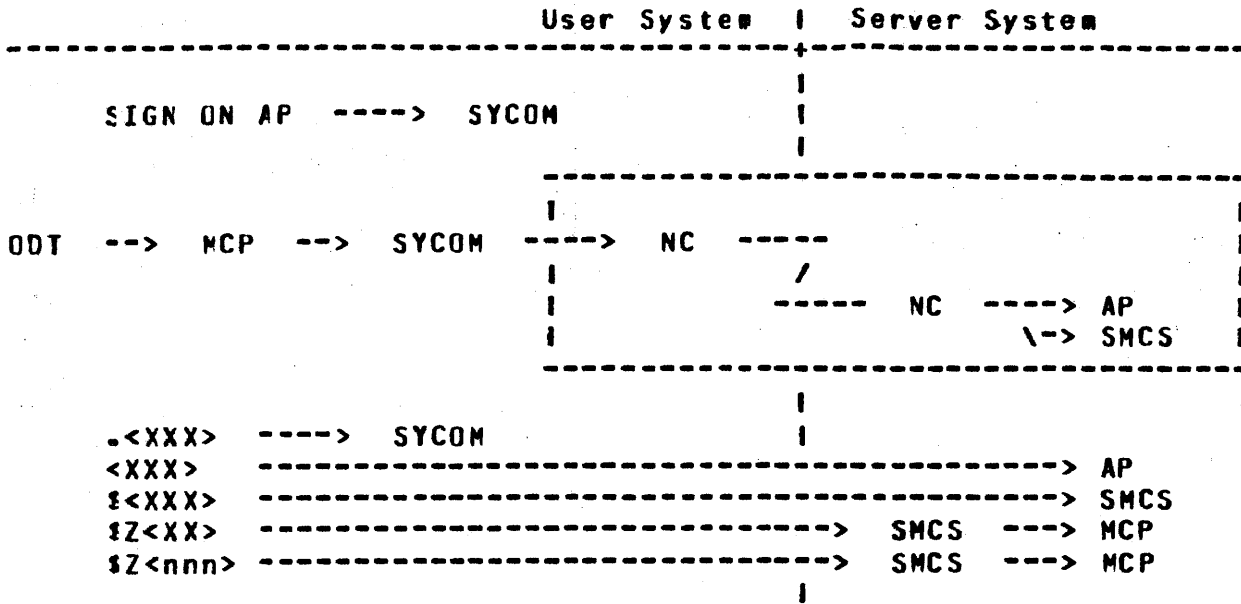 User System | Server System
SIGN ON AP ----> SYCOM
ODT --> MCP --> SYCOM ----> NC -----
/
----- NC ----> AP
\-> SMCS
.<XXX> ----> SYCOM
<XXX> --------------------------------------------------> AP
$<XXX> --------------------------------------------------> SMCS
$Z<XX> -----------------------------------> SMCS ---> MCP
$Z<nnn> -----------------------------------> SMCS ---> MCP